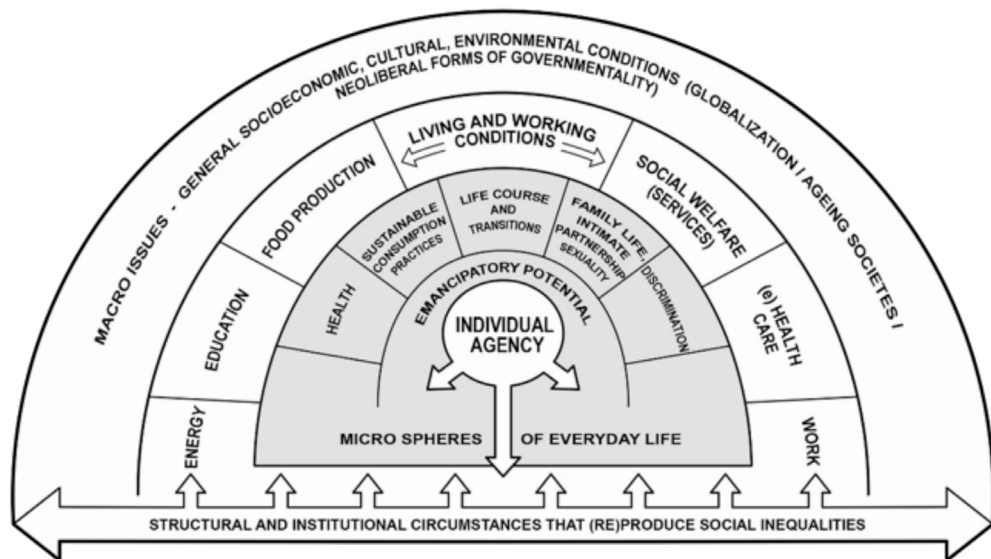 MACRO ISSUES - GENERAL SOCIOECONOMIC, CULTURAL, ENVIRONMENTAL CONDITIONS (GLOBALIZATION / AGEING SOCIETES /
NEOLIBERAL FORMS OF GOVERNMENTALITY)
ENERGY
EDUCATION
FOOD PRODUCTION
LIVING AND WORKING
CONDITIONS
SOCIAL WELFARE
(SERVICES)
(e) HEALTH
CARE
WORK
HEALTH
SUSTAINABLE
CONSUMPTION
PRACTICES
LIFE COURSE
AND
TRANSITIONS
FAMILY LIFE,
INTIMATE
PARTNERSHIP
SEXUALITY
DISCRIMINATION
EMANCIPATORY POTENTIAL
INDIVIDUAL
AGENCY
MICRO SPHERES OF EVERYDAY LIFE
STRUCTURAL AND INSTITUTIONAL CIRCUMSTANCES THAT (RE)PRODUCE SOCIAL INEQUALITIES